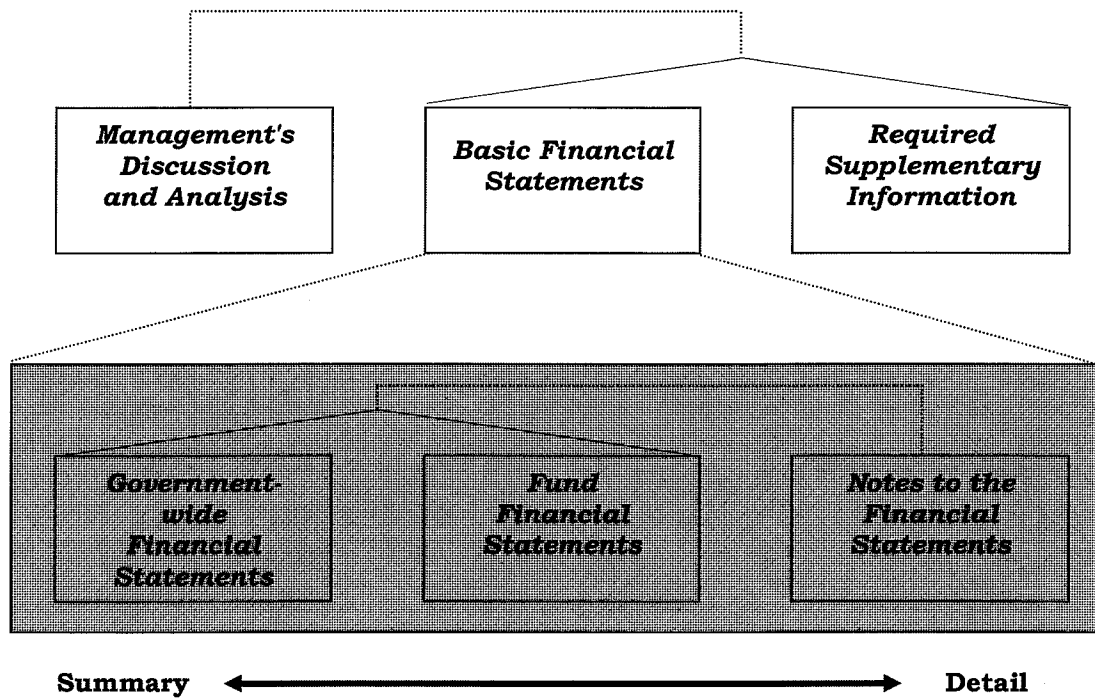 Management's
Discussion
and Analysis
Basic Financial
Statements
Required
Supplementary
Information
Government-
wide
Financial
Statements
Fund
Financial
Statements
Notes to the
Financial
Statements
Summary
Detail